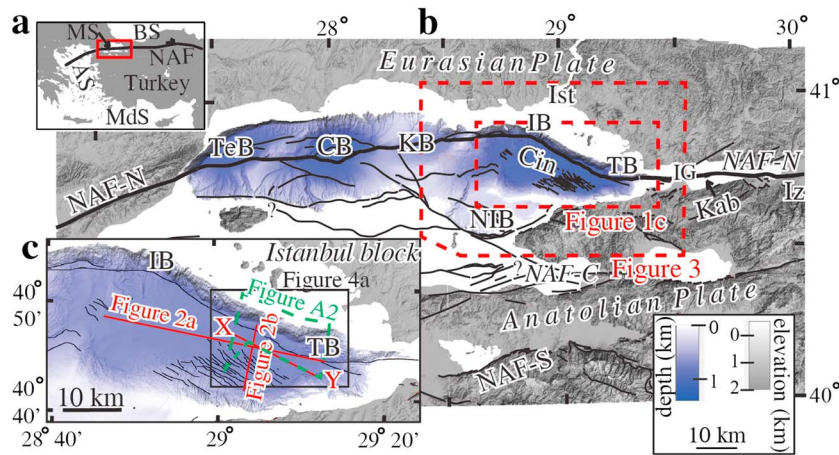 a
MS
BS
NAF
AS
Turkey
MdS
28°
b
29°
30°
41°
40°
Eurasian Plate
Ist
IB
TeB
CB
KB
Cin
TB
IG
NAF-N
NAF-N
Kab
Iz
NIB
Figure 1c
?
?
NAF-C
Figure 3
Anatolian Plate
NAF-S
depth (km)
0
1
elevation (km)
0
1
2
10 km
c
Istanbul block
Figure 4a
IB
Figure A2
Figure 2a
X
Figure 2b
TB
Y
40°
50'
40°
40'
10 km
28° 40'
29°
29° 20'